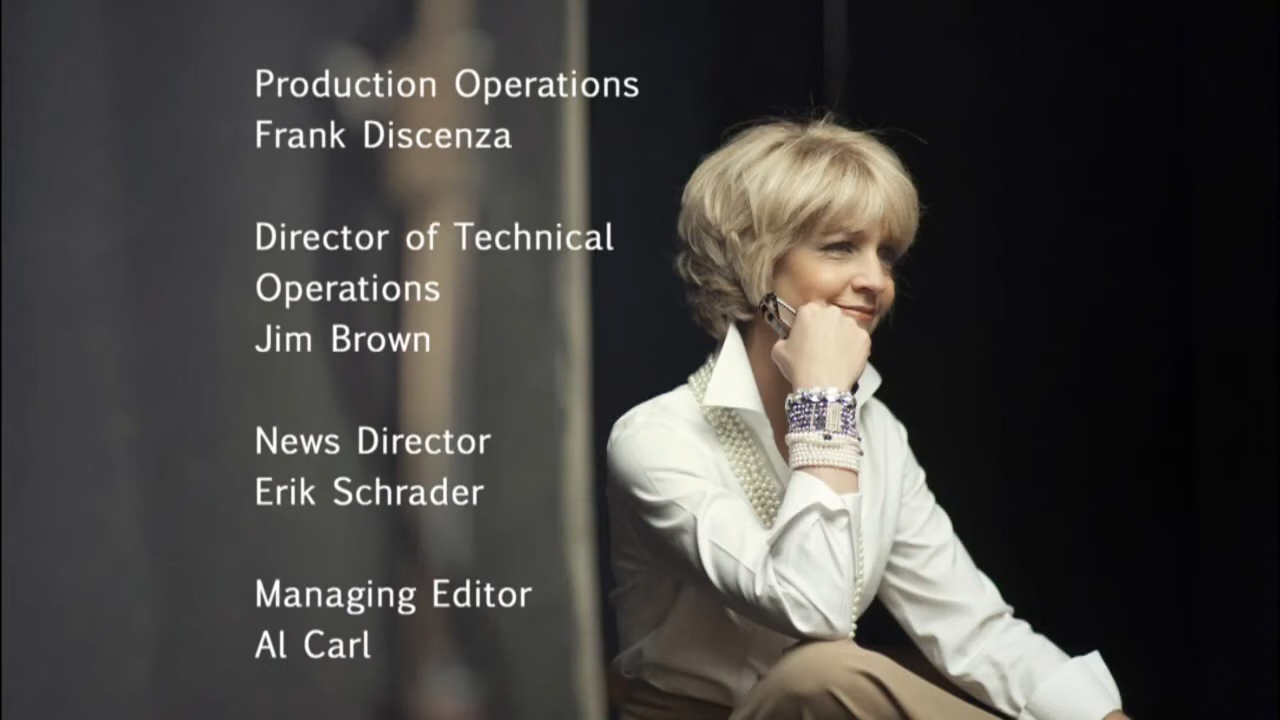 Production Operations
Frank Discenza
Director of Technical
Operations
Jim Brown
News Director
Erik Schrader
Managing Editor
Al Carl